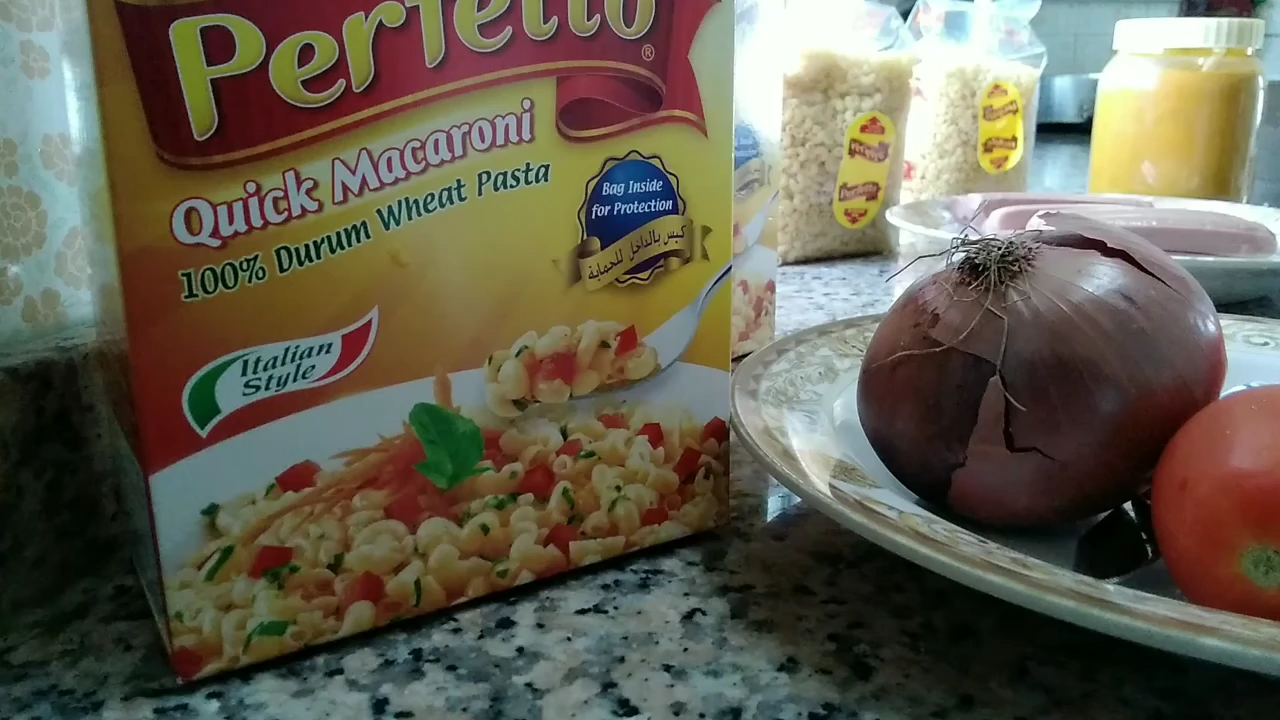 Perfetto
®
Quick Macaroni
100% Durum Wheat Pasta
Bag Inside
for Protection
كيس بالداخل للحماية
Italian
Style